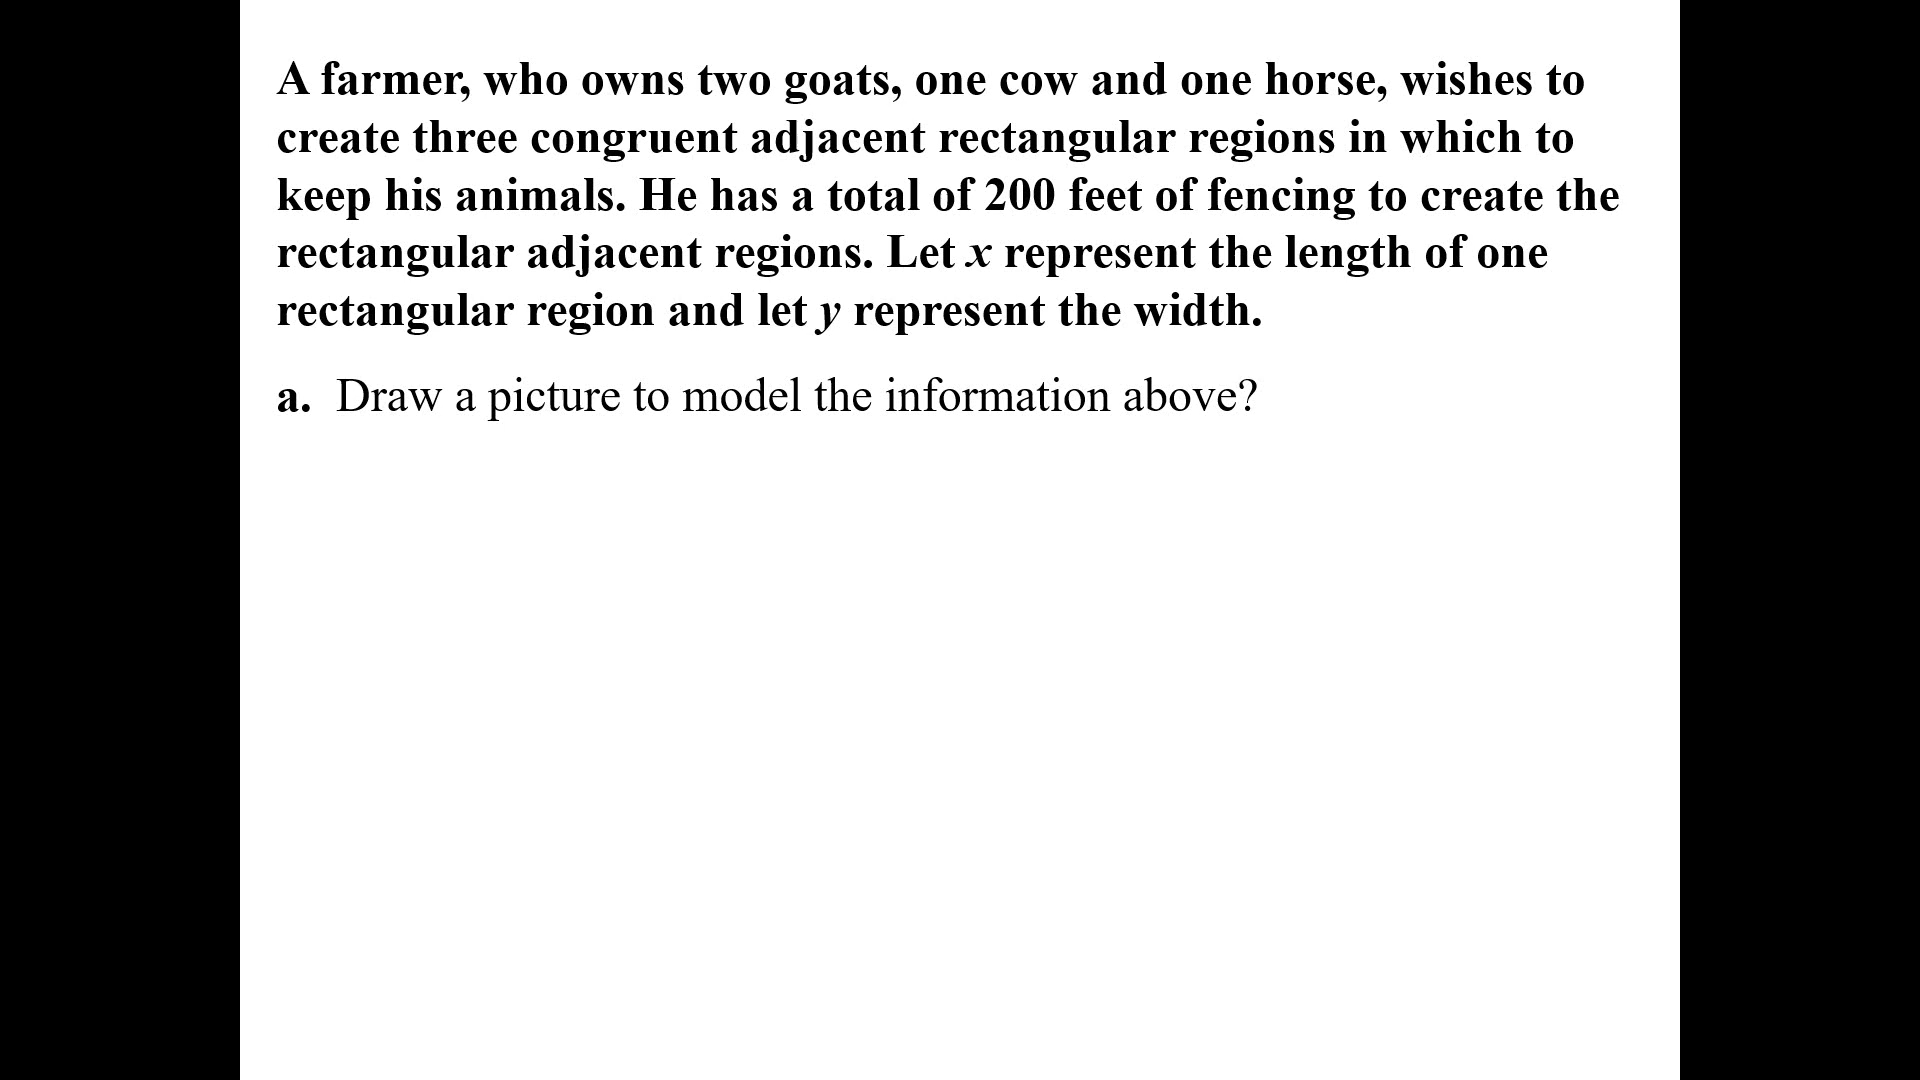 A farmer, who owns two goats, one cow and one horse, wishes to
create three congruent adjacent rectangular regions in which to
keep his animals. He has a total of 200 feet of fencing to create the
rectangular adjacent regions. Let x represent the length of one
rectangular region and let y represent the width.
a. Draw a picture to model the information above?